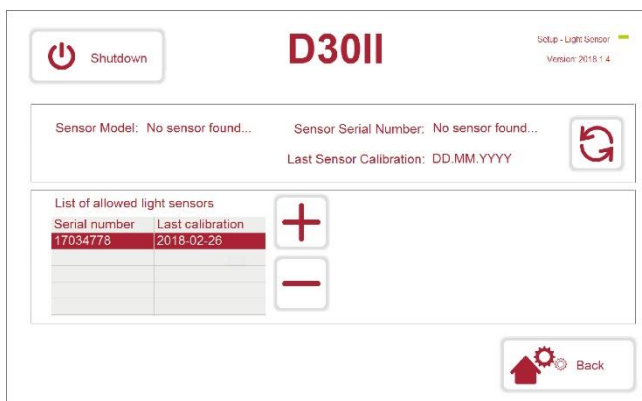 Shutdown
D30II
Setup - Light Sensor
Version: 2018.1.4
Sensor Model: No sensor found...
Sensor Serial Number: No sensor found...
Last Sensor Calibration: DD.MM.YYYY
List of allowed light sensors
Serial number Last calibration
17034778 2018-02-26
Back